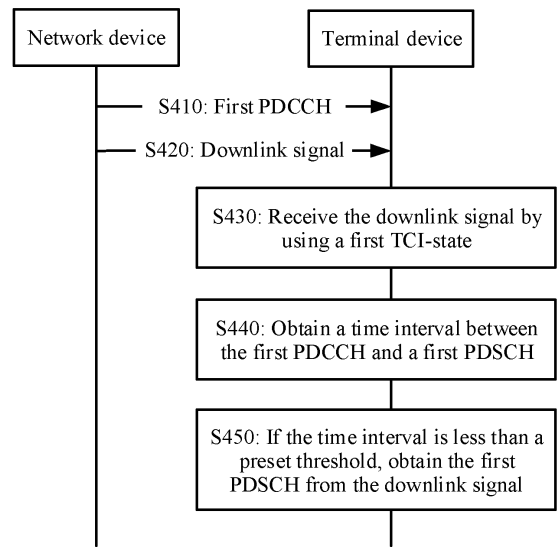 Network device
Terminal device
S410: First PDCCH
S420: Downlink signal
S430: Receive the downlink signal by
using a first TCI-state
S440: Obtain a time interval between
the first PDCCH and a first PDSCH
S450: If the time interval is less than a
preset threshold, obtain the first
PDSCH from the downlink signal